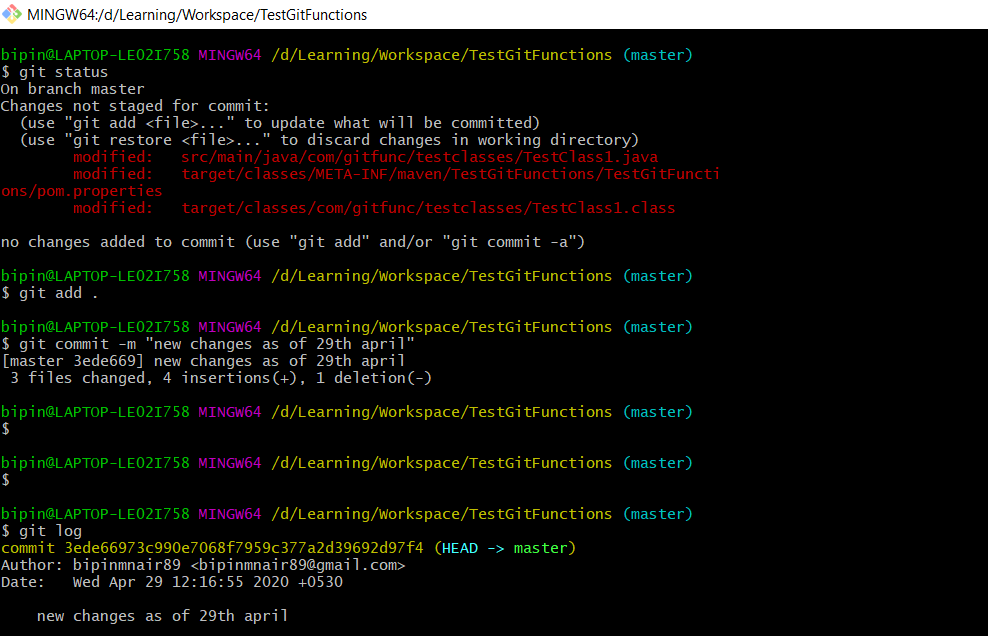 MINGW64:/d/Learning/Workspace/TestGitFunctions
bipin@LAPTOP-LE02I758 MINGW64 /d/Learning/Workspace/TestGitFunctions (master)
$ git status
On branch master
Changes not staged for commit:
  (use "git add <file>..." to update what will be committed)
  (use "git restore <file>..." to discard changes in working directory)
        modified:   src/main/java/com/gitfunc/testclasses/TestClass1.java
        modified:   target/classes/META-INF/maven/TestGitFunctions/TestGitFuncti
ons/pom.properties
        modified:   target/classes/com/gitfunc/testclasses/TestClass1.class
no changes added to commit (use "git add" and/or "git commit -a")
bipin@LAPTOP-LE02I758 MINGW64 /d/Learning/Workspace/TestGitFunctions (master)
$ git add .
bipin@LAPTOP-LE02I758 MINGW64 /d/Learning/Workspace/TestGitFunctions (master)
$ git commit -m "new changes as of 29th april"
[master 3ede669] new changes as of 29th april
 3 files changed, 4 insertions(+), 1 deletion(-)
bipin@LAPTOP-LE02I758 MINGW64 /d/Learning/Workspace/TestGitFunctions (master)
$
bipin@LAPTOP-LE02I758 MINGW64 /d/Learning/Workspace/TestGitFunctions (master)
$
bipin@LAPTOP-LE02I758 MINGW64 /d/Learning/Workspace/TestGitFunctions (master)
$ git log
commit 3ede66973c990e7068f7959c377a2d39692d97f4 (HEAD -> master)
Author: bipinmnair89 <bipinmnair89@gmail.com>
Date:   Wed Apr 29 12:16:55 2020 +0530
    new changes as of 29th april